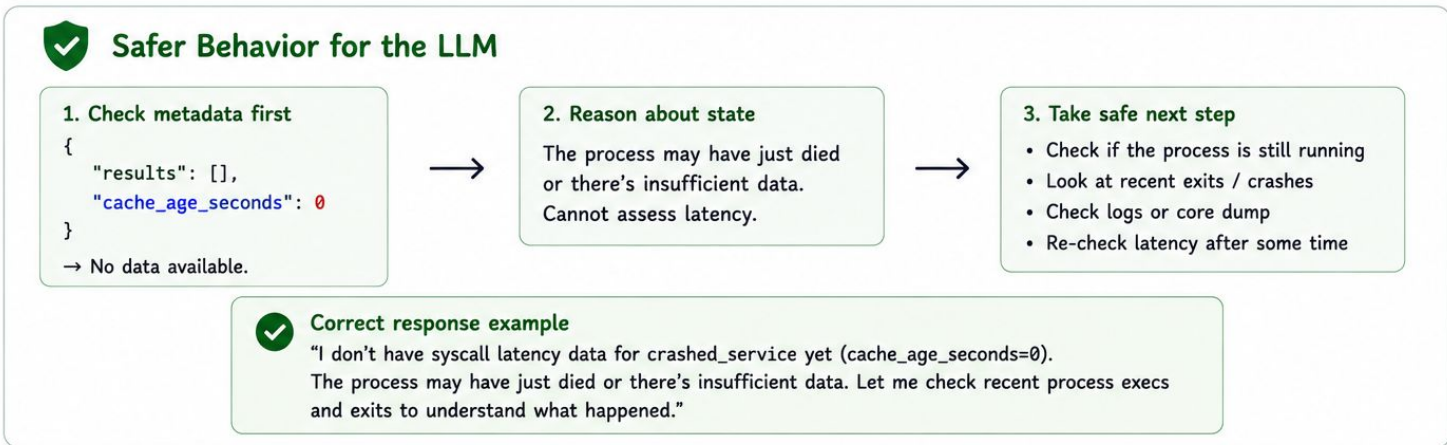 Safer Behavior for the LLM
1. Check metadata first
{
"results": [],
"cache_age_seconds": 0
}
→ No data available.
2. Reason about state
The process may have just died
or there's insufficient data.
Cannot assess latency.
3. Take safe next step
• Check if the process is still running
• Look at recent exits / crashes
• Check logs or core dump
• Re-check latency after some time
Correct response example
“I don't have syscall latency data for crashed_service yet (cache_age_seconds=0).
The process may have just died or there's insufficient data. Let me check recent process execs
and exits to understand what happened.”